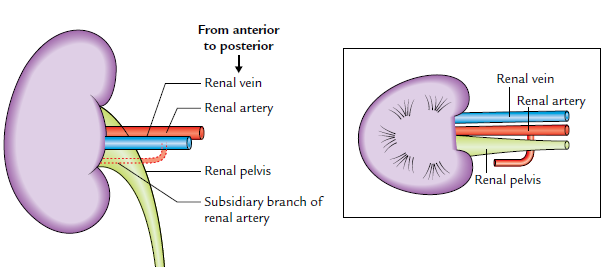 From anterior
to posterior
Renal vein
Renal artery
Renal pelvis
Subsidiary branch of
renal artery
Renal vein
Renal artery
Renal pelvis